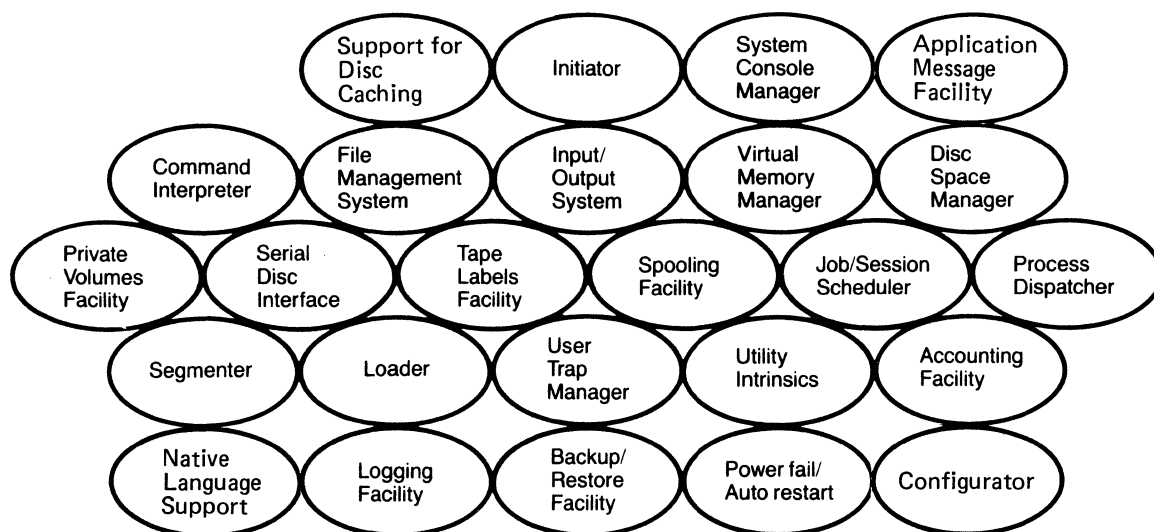 Support for
Disc
Caching
Initiator
System
Console
Manager
Application
Message
Facility
Command
Interpreter
File
Management
System
Input/
Output
System
Virtual
Memory
Manager
Disc
Space
Manager
Private
Volumes
Facility
Serial
Disc
Interface
Tape
Labels
Facility
Spooling
Facility
Job/Session
Scheduler
Process
Dispatcher
Segmenter
Loader
User
Trap
Manager
Utility
Intrinsics
Accounting
Facility
Native
Language
Support
Logging
Facility
Backup/
Restore
Facility
Power fail/
Auto restart
Configurator